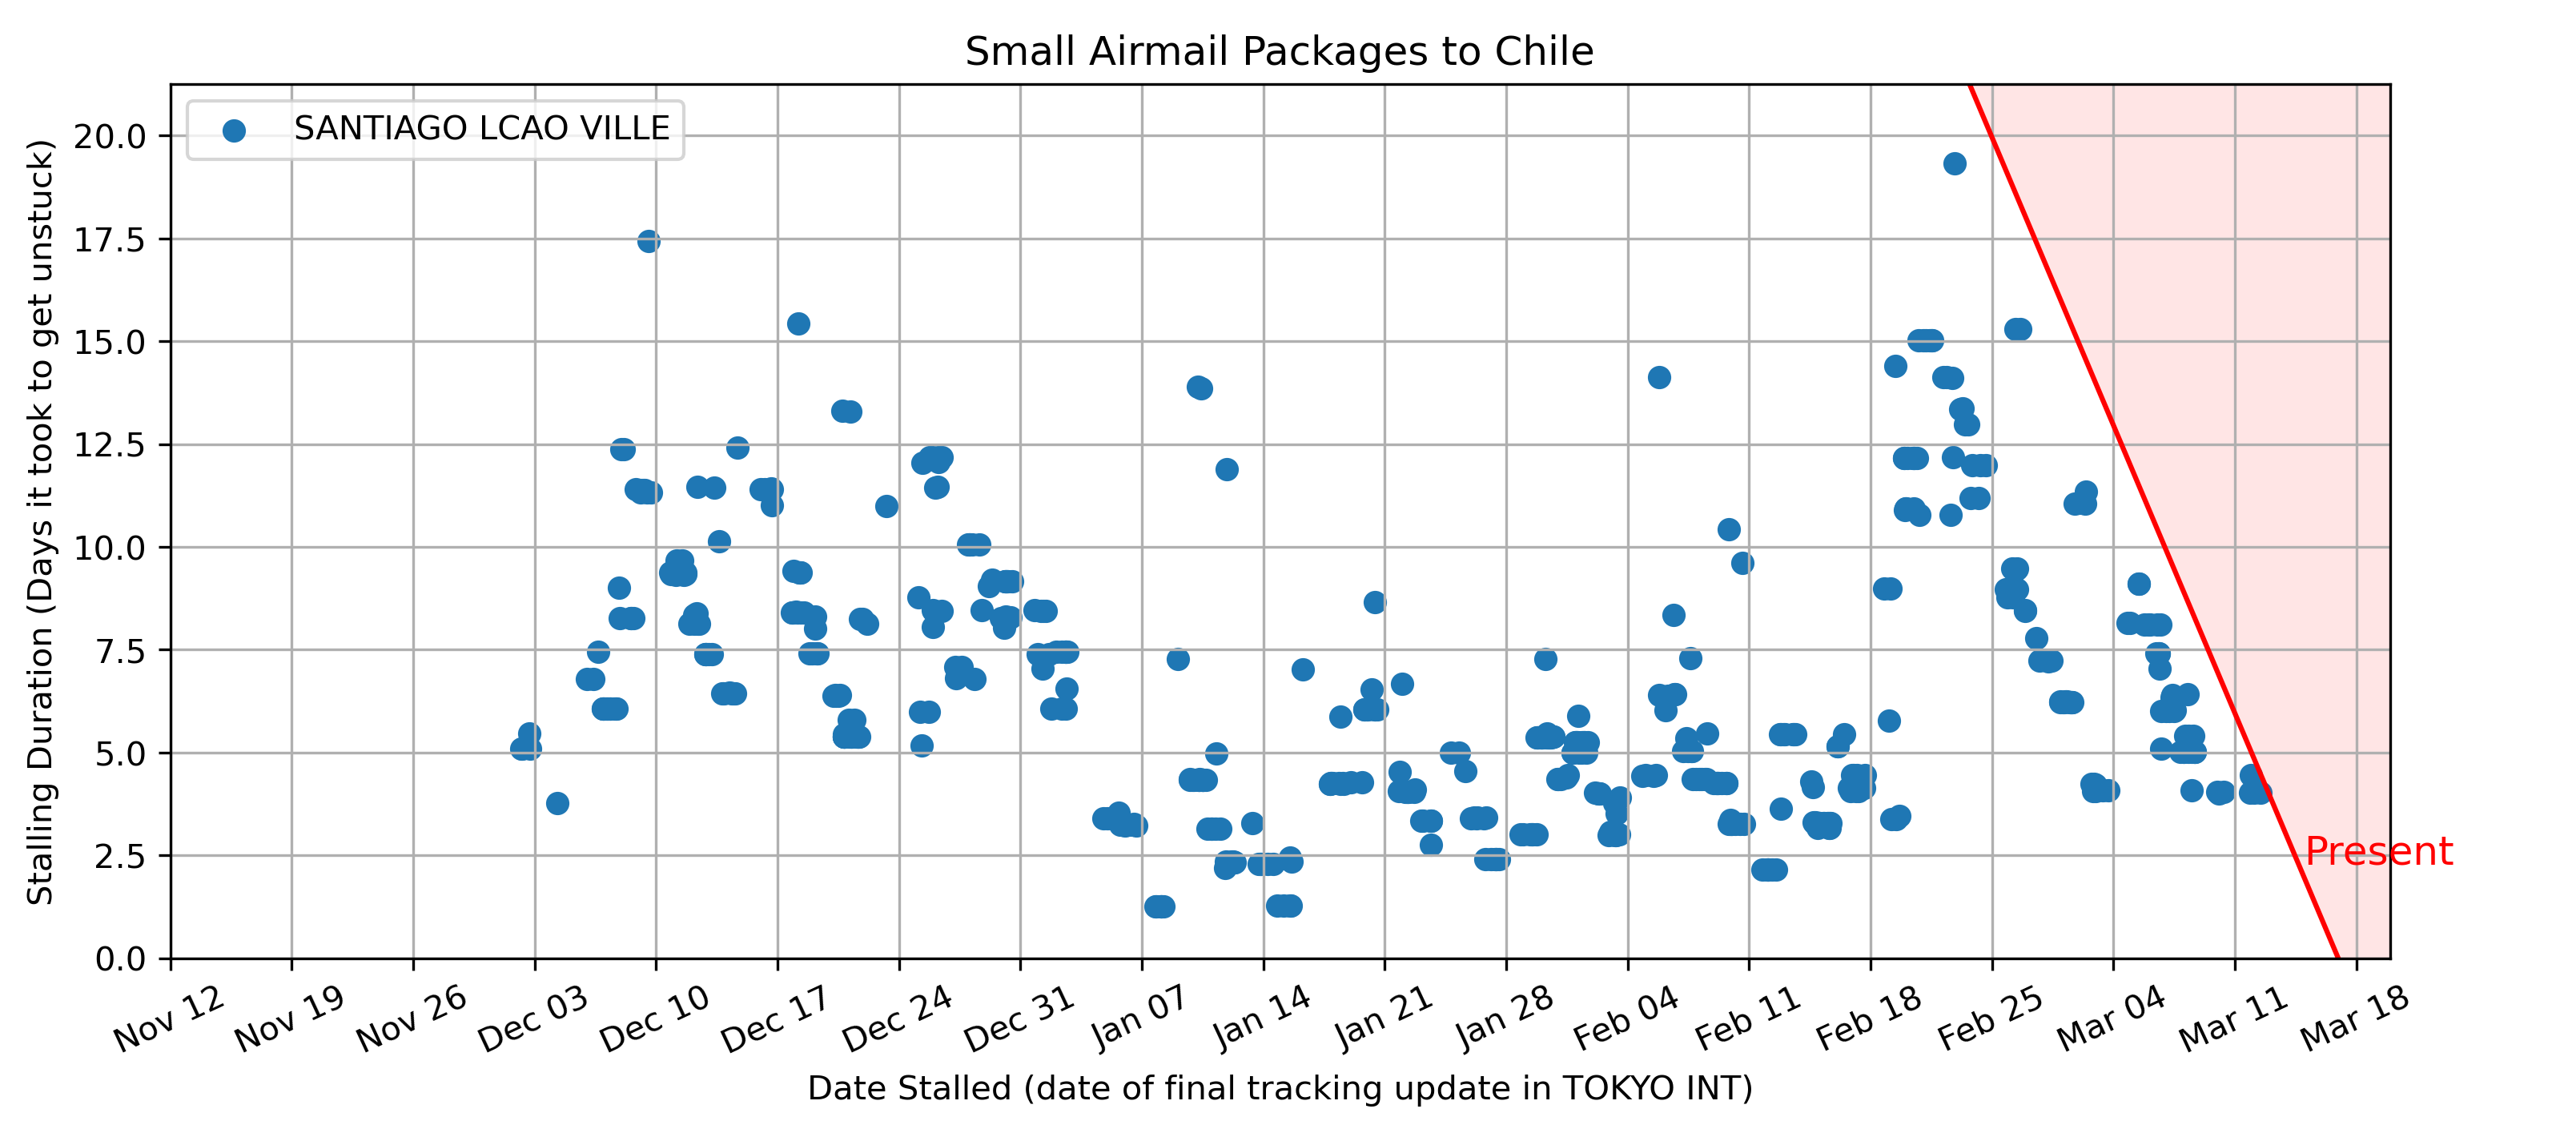 Small Airmail Packages to Chile
SANTIAGO LCAO VILLE
Stalling Duration (Days it took to get unstuck)
20.0
17.5
15.0
12.5
10.0
7.5
5.0
2.5
0.0
Present
Nov 12
Nov 19
Nov 26
Dec 03
Dec 10
Dec 17
Dec 24
Dec 31
Jan 07
Jan 14
Jan 21
Jan 28
Feb 04
Feb 11
Feb 18
Feb 25
Mar 04
Mar 11
Mar 18
Date Stalled (date of final tracking update in TOKYO INT)